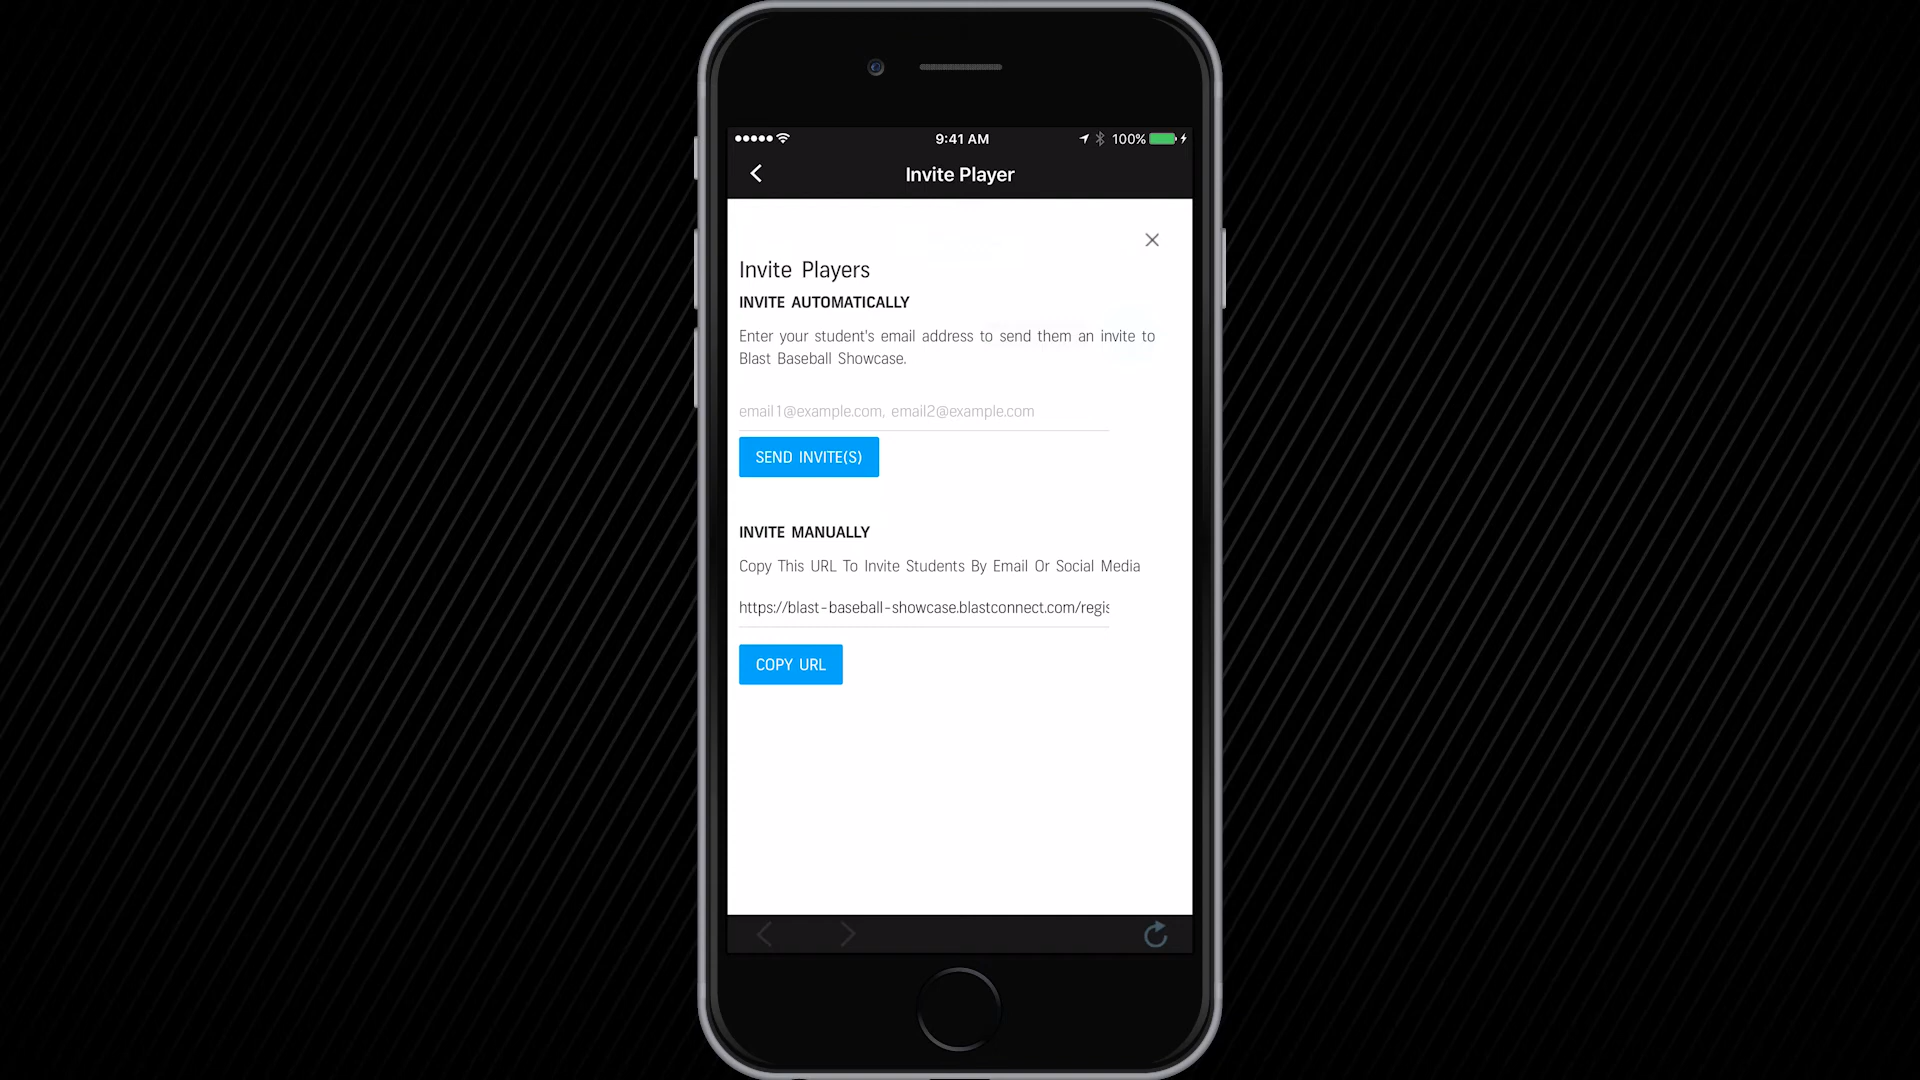 9:41 AM
100%
Invite Player
Invite Players
INVITE AUTOMATICALLY
Enter your student's email address to send them an invite to
Blast Baseball Showcase.
email1@example.com, email2@example.com
SEND INVITE(S)
INVITE MANUALLY
Copy This URL To Invite Students By Email Or Social Media
https://blast-baseball-showcase.blastconnect.com/regis
COPY URL